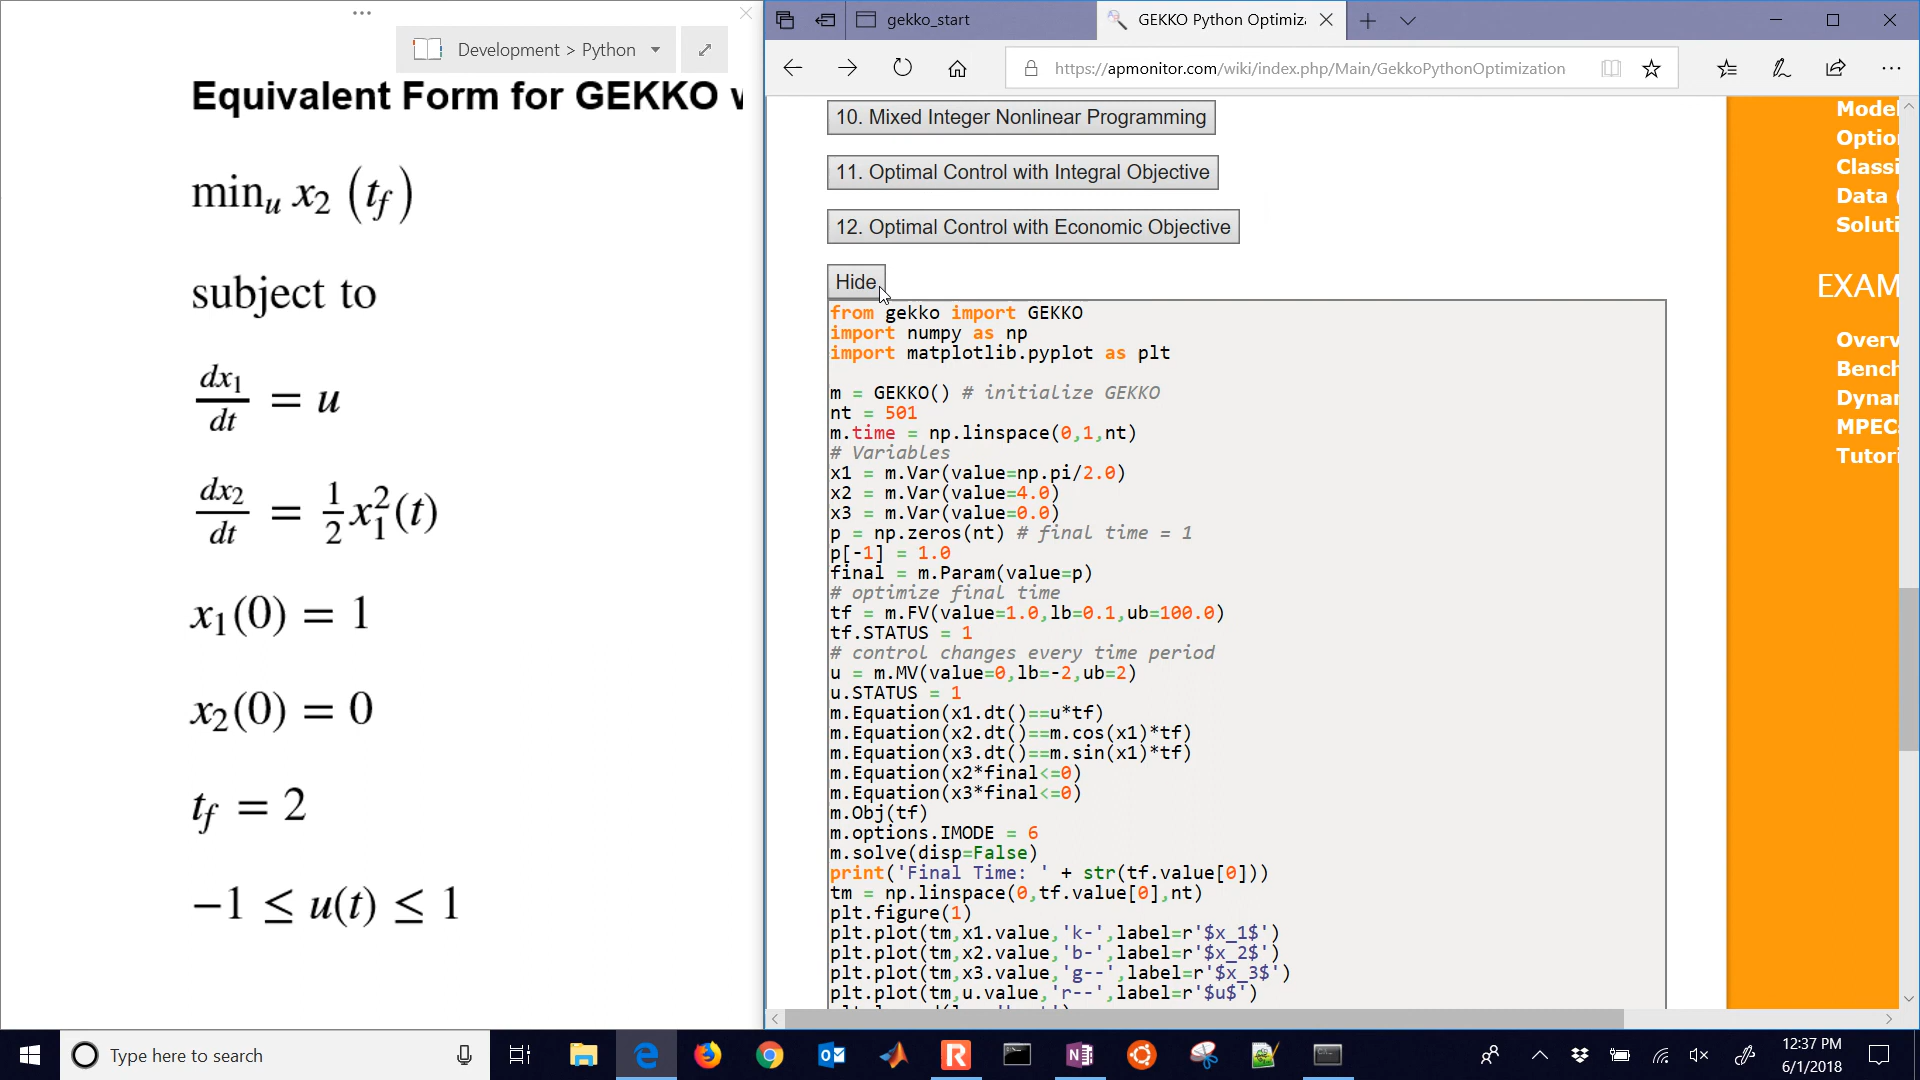 Development > Python
Equivalent Form for GEKKO
min_u x_2 (t_f)
subject to
dx_1/dt = u
dx_2/dt = 1/2 x_1^2(t)
x_1(0) = 1
x_2(0) = 0
t_f = 2
−1 ≤ u(t) ≤ 1
gekko_start
GEKKO Python Optimiz
https://apmonitor.com/wiki/index.php/Main/GekkoPythonOptimization
10. Mixed Integer Nonlinear Programming
11. Optimal Control with Integral Objective
12. Optimal Control with Economic Objective
Hide
from gekko import GEKKO
import numpy as np
import matplotlib.pyplot as plt
m = GEKKO() # initialize GEKKO
nt = 501
m.time = np.linspace(0,1,nt)
# Variables
x1 = m.Var(value=np.pi/2.0)
x2 = m.Var(value=4.0)
x3 = m.Var(value=0.0)
p = np.zeros(nt) # final time = 1
p[-1] = 1.0
final = m.Param(value=p)
# optimize final time
tf = m.FV(value=1.0,lb=0.1,ub=100.0)
tf.STATUS = 1
# control changes every time period
u = m.MV(value=0,lb=-2,ub=2)
u.STATUS = 1
m.Equation(x1.dt()==u*tf)
m.Equation(x2.dt()==m.cos(x1)*tf)
m.Equation(x3.dt()==m.sin(x1)*tf)
m.Equation(x2*final<=0)
m.Equation(x3*final<=0)
m.Obj(tf)
m.options.IMODE = 6
m.solve(disp=False)
print('Final Time: ' + str(tf.value[0]))
tm = np.linspace(0,tf.value[0],nt)
plt.figure(1)
plt.plot(tm,x1.value,'k-',label=r'$x_1$')
plt.plot(tm,x2.value,'b-',label=r'$x_2$')
plt.plot(tm,x3.value,'g--',label=r'$x_3$')
plt.plot(tm,u.value,'r--',label=r'$u$')
Model
Option
Classi
Data (
Soluti
EXAM
Overv
Bench
Dynam
MPECs
Tutori
Type here to search
12:37 PM
6/1/2018